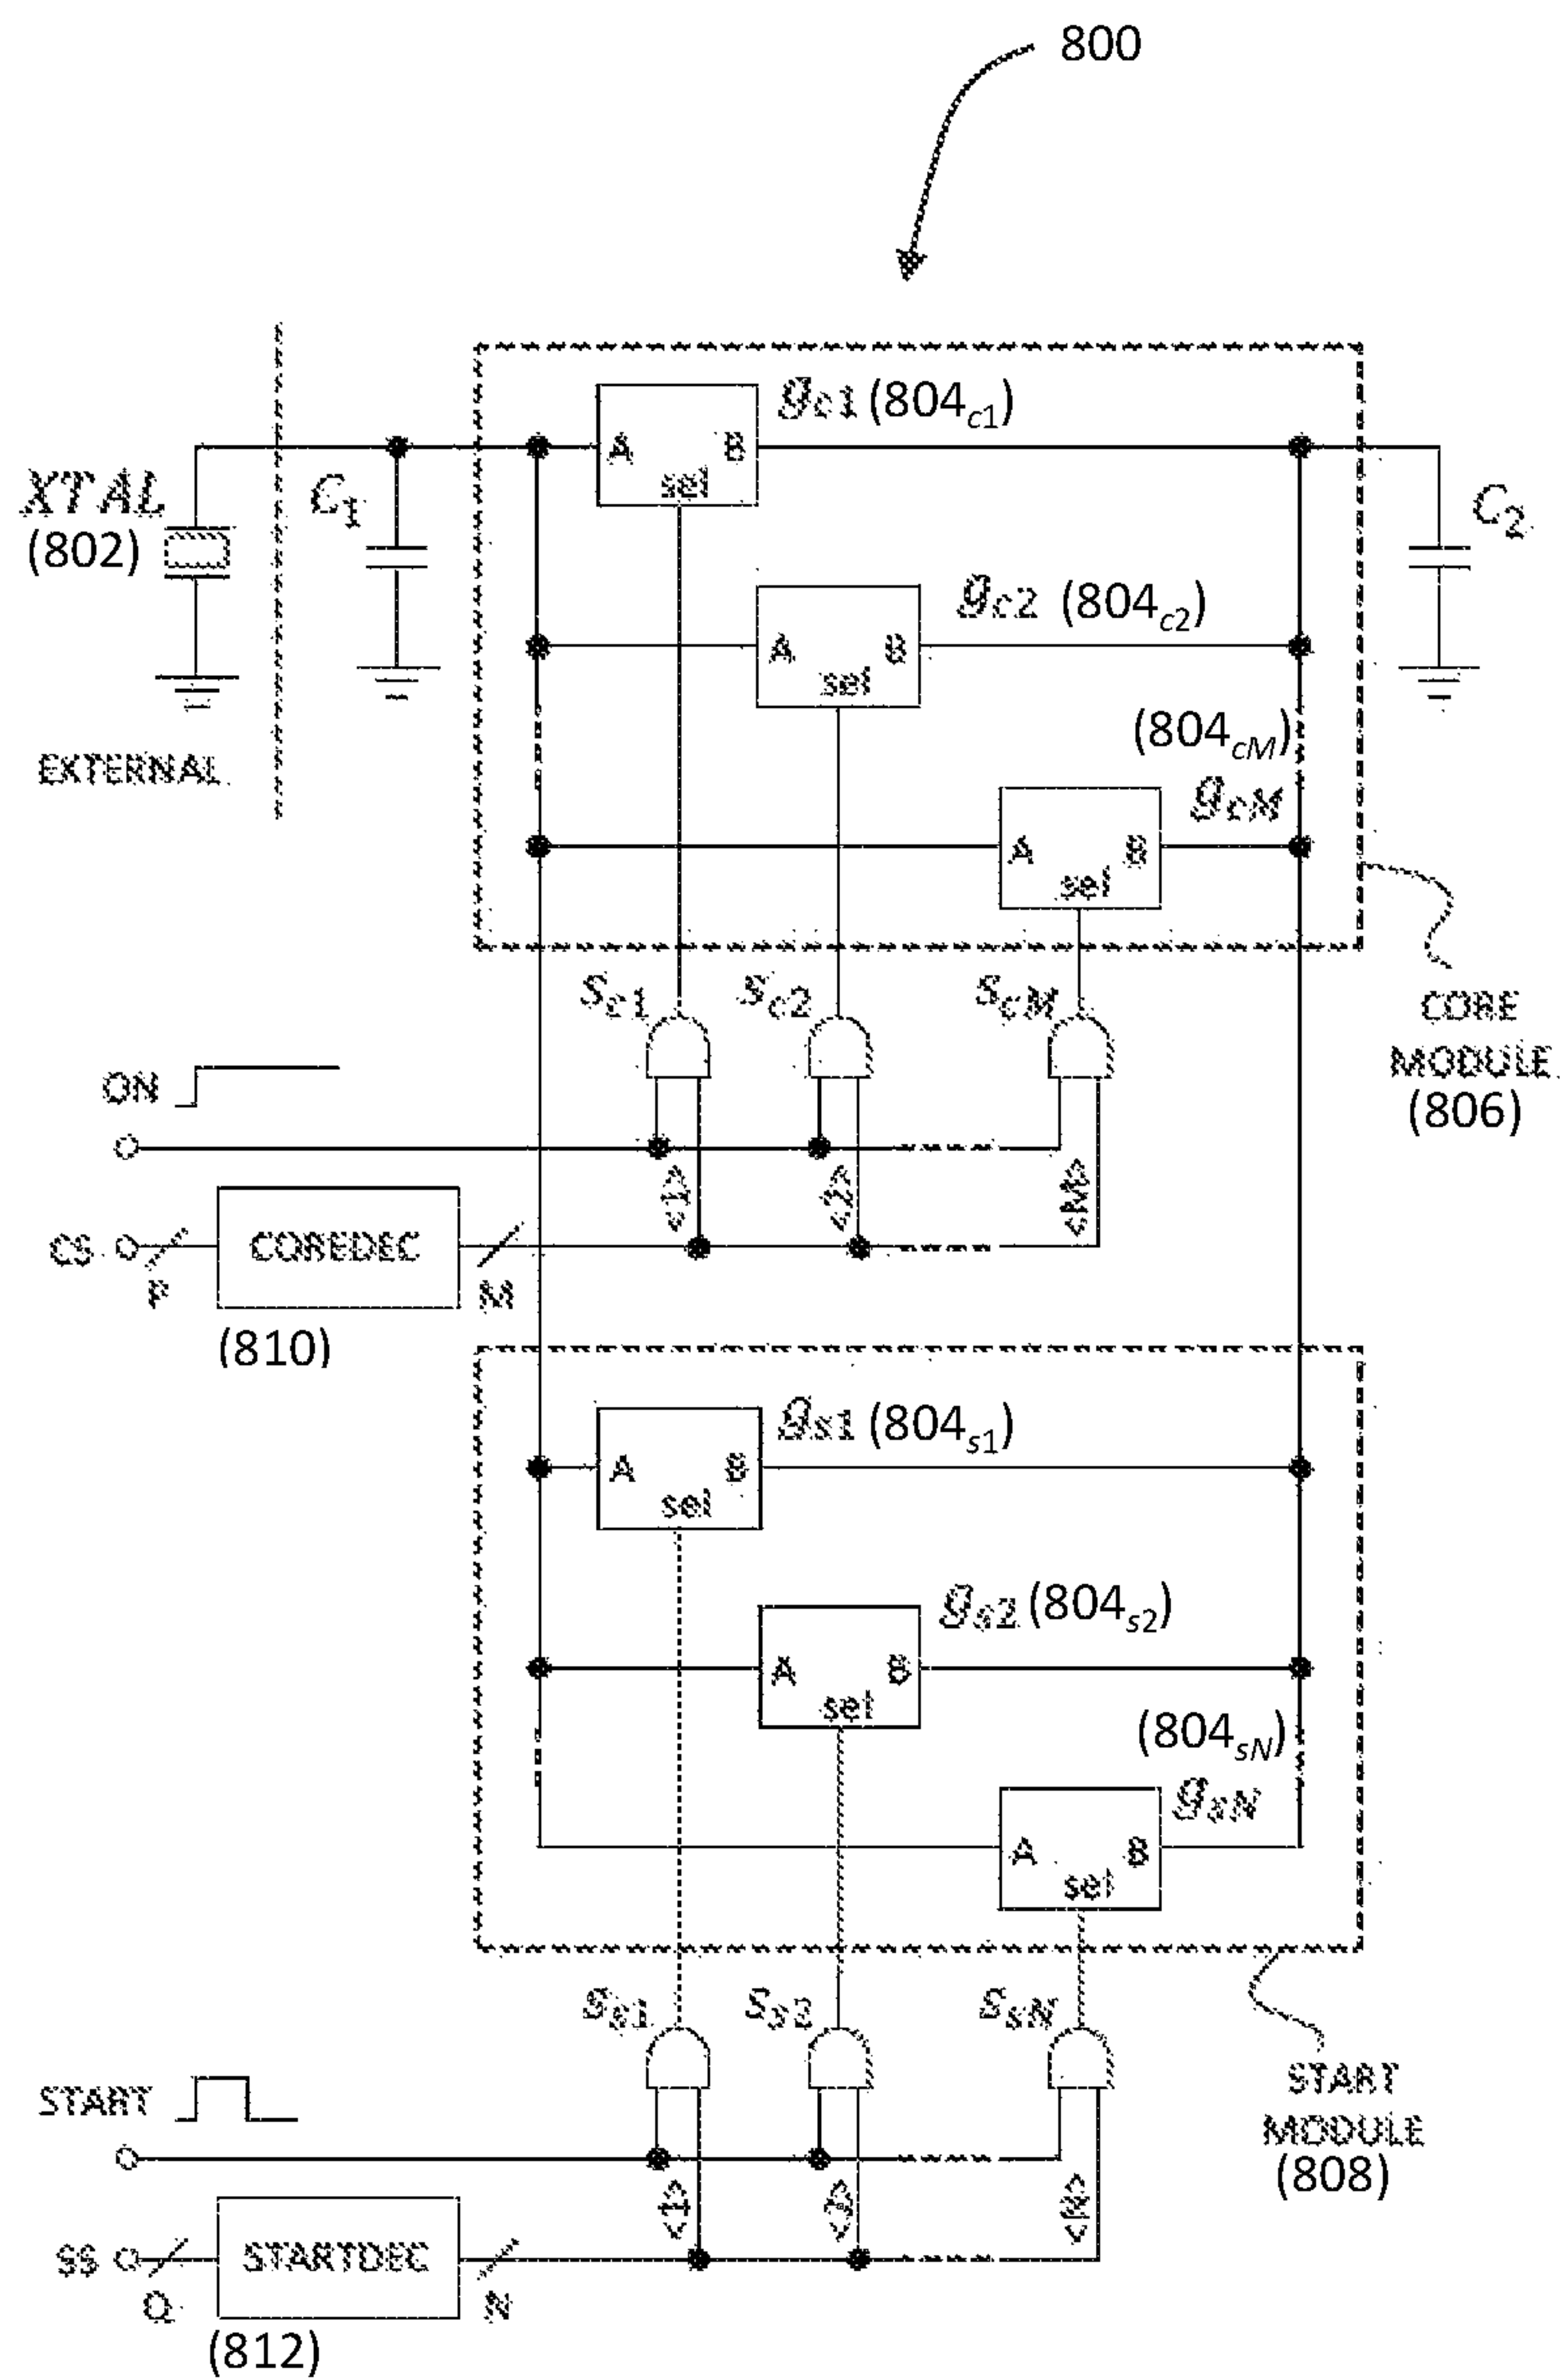 800
g_c1 (804_c1)
A B
sel
XTAL
(802)
C_1
C_2
g_c2 (804_c2)
A B
sel
(804_cM)
g_cM
A B
sel
EXTERNAL
s_c1 s_c2 s_cM
CORE
MODULE
(806)
ON
<1> <2> <M>
CS
P
COREDEC
M
(810)
g_s1 (804_s1)
A B
sel
g_s2 (804_s2)
A B
sel
(804_sN)
g_sN
A B
sel
s_s1 s_s2 s_sN
START
MODULE
(808)
START
<1> <N>
SS
Q
STARTDEC
N
(812)